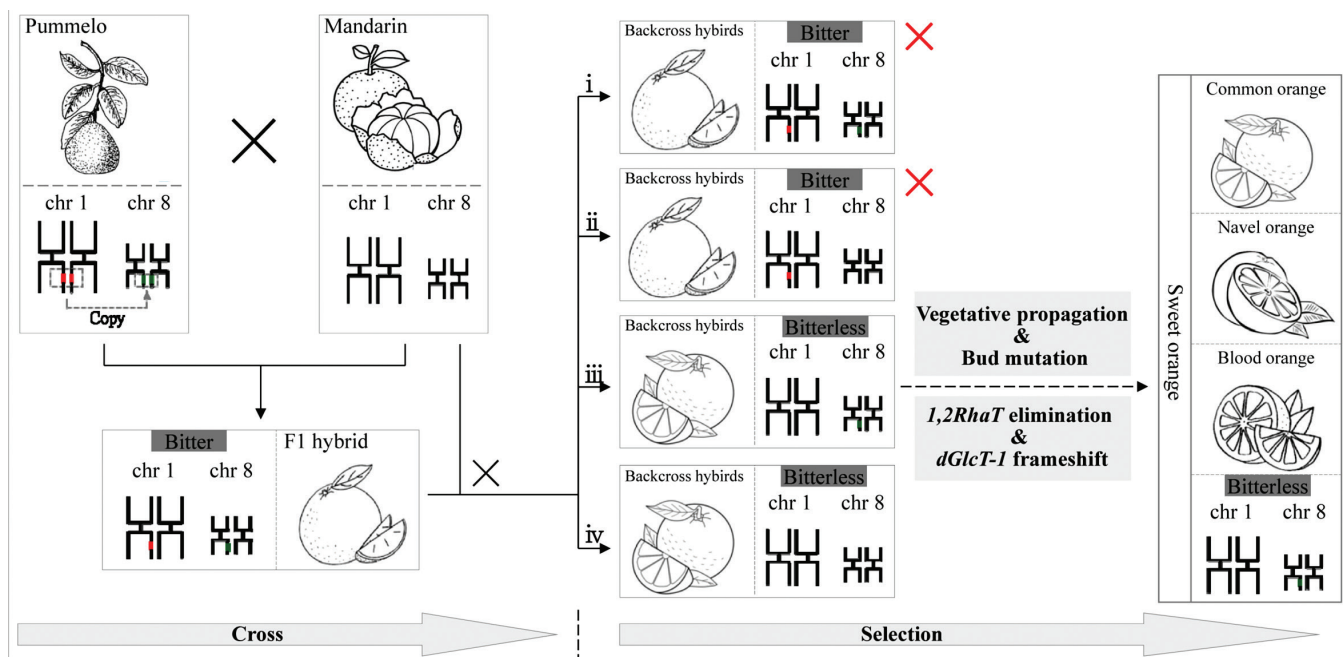 Pummelo
chr 1 chr 8
Copy
Mandarin
chr 1 chr 8
Bitter
F1 hybrid
chr 1 chr 8
i
Backcross hybirds
Bitter
chr 1 chr 8
ii
Backcross hybirds
Bitter
chr 1 chr 8
iii
Backcross hybirds
Bitterless
chr 1 chr 8
iv
Backcross hybirds
Bitterless
chr 1 chr 8
Vegetative propagation
&
Bud mutation
1,2RhaT elimination
&
dGlcT-1 frameshift
Sweet orange
Common orange
Navel orange
Blood orange
Bitterless
chr 1 chr 8
Cross
Selection